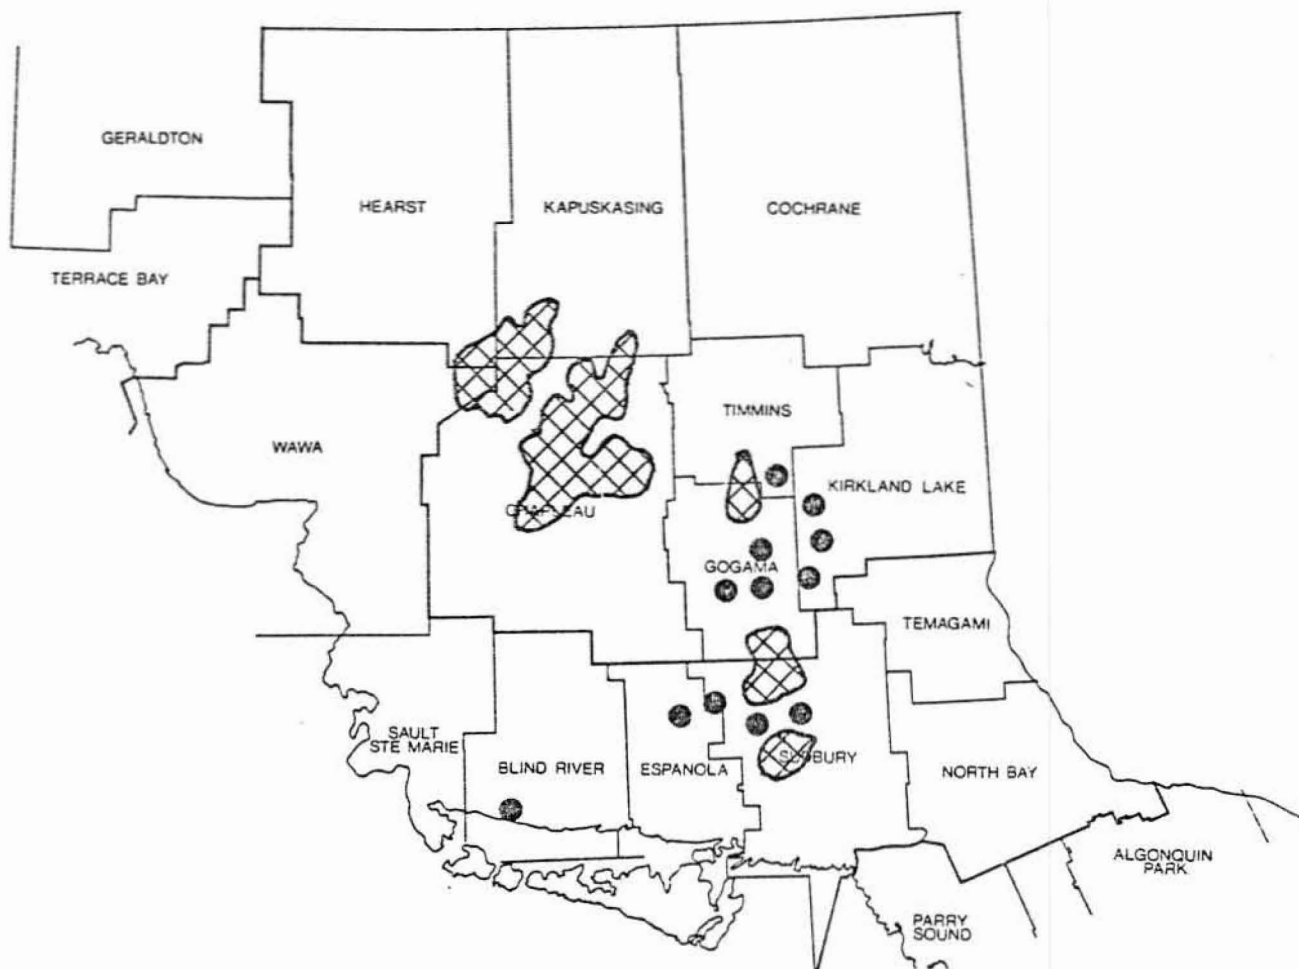 GERALDTON
HEARST
KAPUSKASING
COCHRANE
TERRACE BAY
TIMMINS
WAWA
KIRKLAND LAKE
CHAPLEAU
GOGAMA
TEMAGAMI
SAULT
STE MARIE
BLIND RIVER
ESPANOLA
SUDBURY
NORTH BAY
ALGONQUIN
PARK
PARRY
SOUND